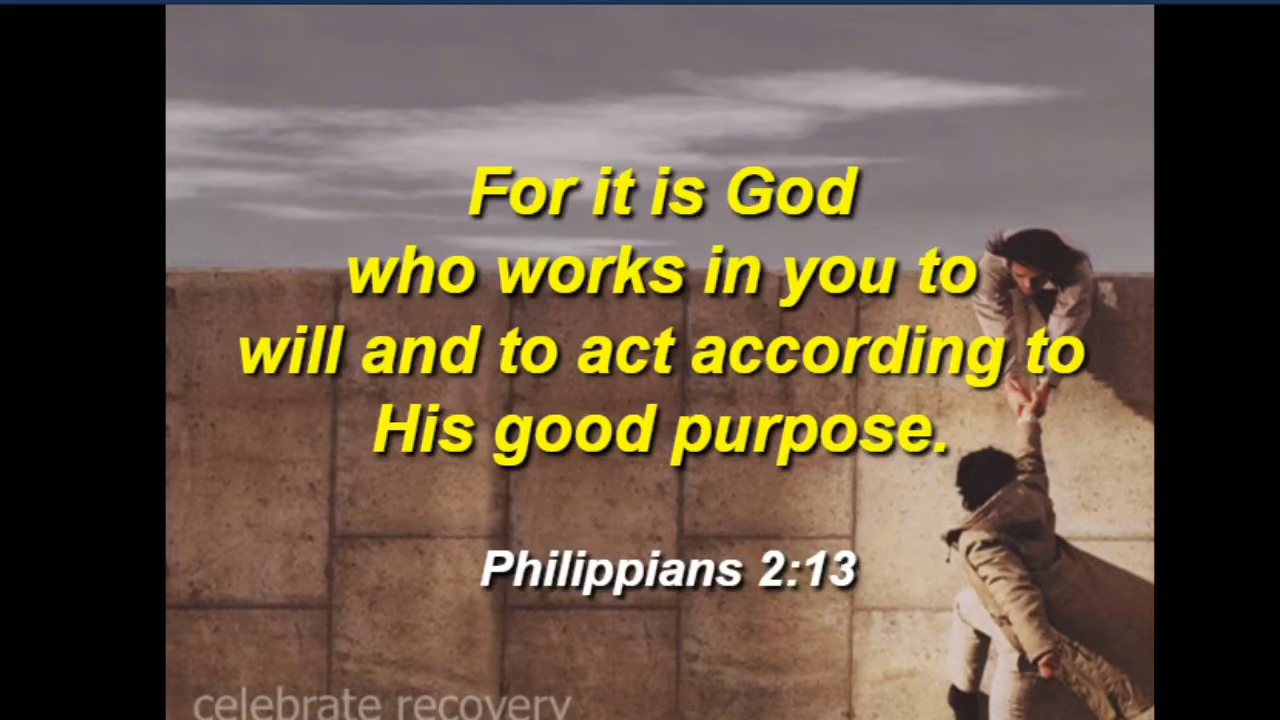 For it is God
who works in you to
will and to act according to
His good purpose.
Philippians 2:13
celebrate recovery